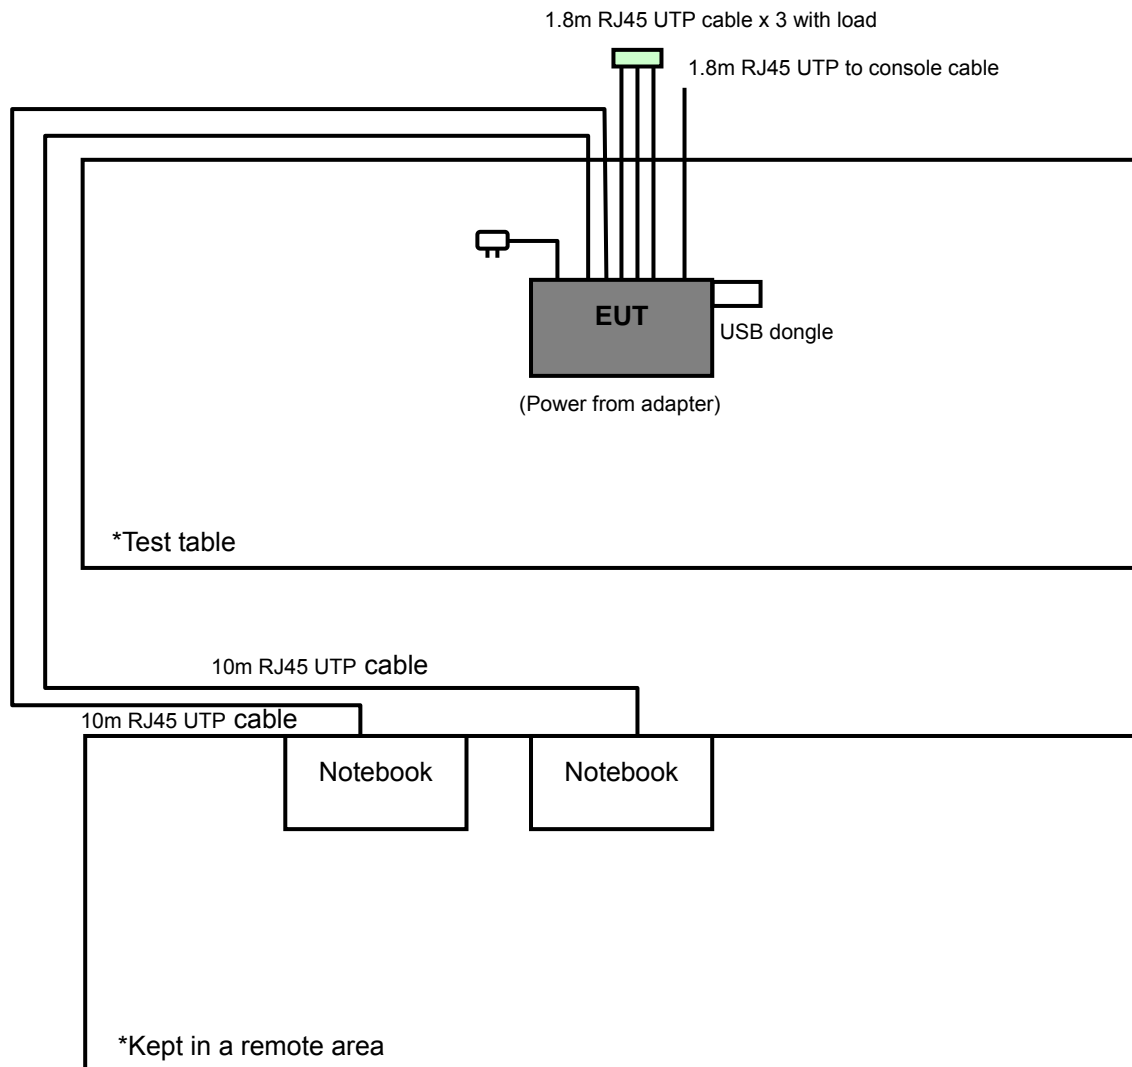 1.8m RJ45 UTP cable x 3 with load
1.8m RJ45 UTP to console cable
EUT
USB dongle
(Power from adapter)
*Test table
10m RJ45 UTP cable
10m RJ45 UTP cable
Notebook
Notebook
*Kept in a remote area